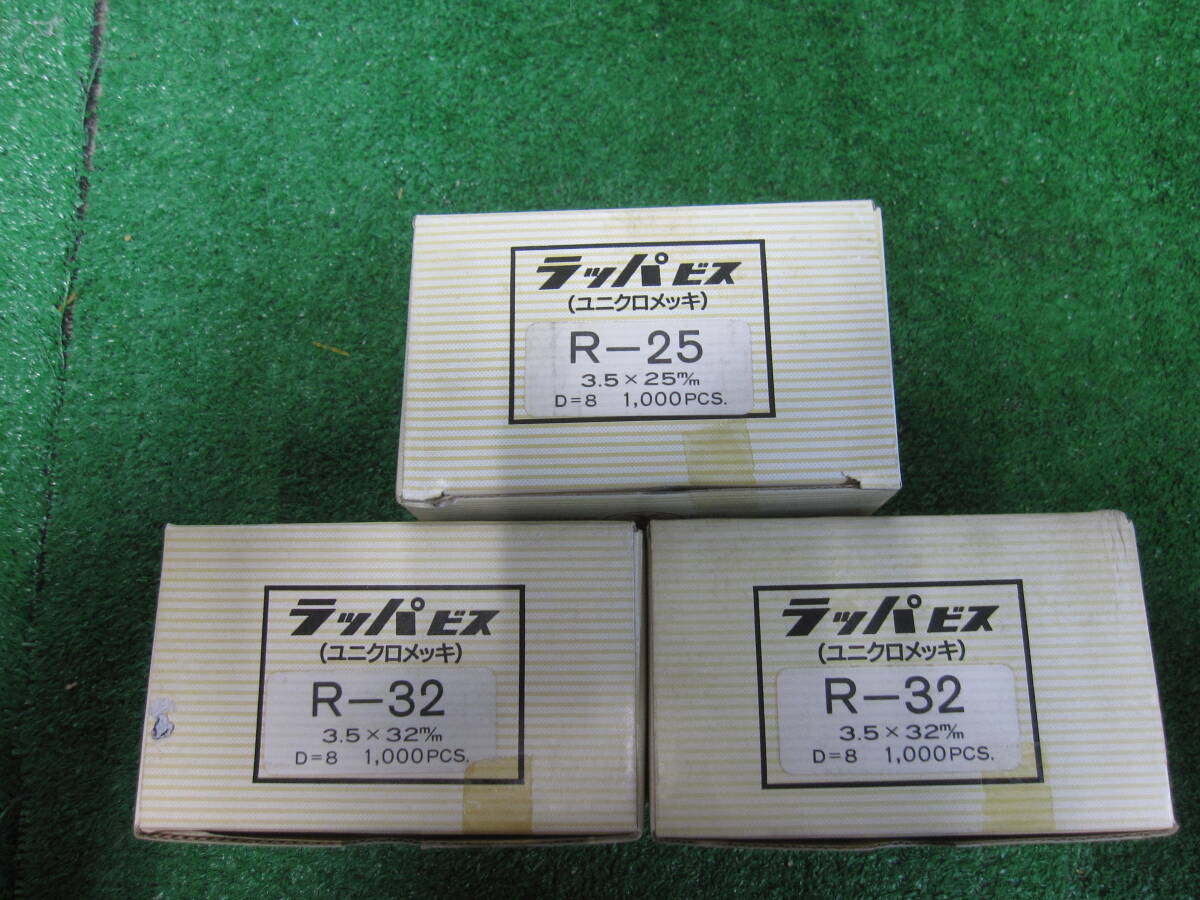 ラッパビス
(ユニクロメッキ)
R-25
3.5×25m/m
D=8 1,000PCS.
ラッパビス
(ユニクロメッキ)
R-32
3.5×32m/m
D=8 1,000PCS.
ラッパビス
(ユニクロメッキ)
R-32
3.5×32m/m
D=8 1,000PCS.